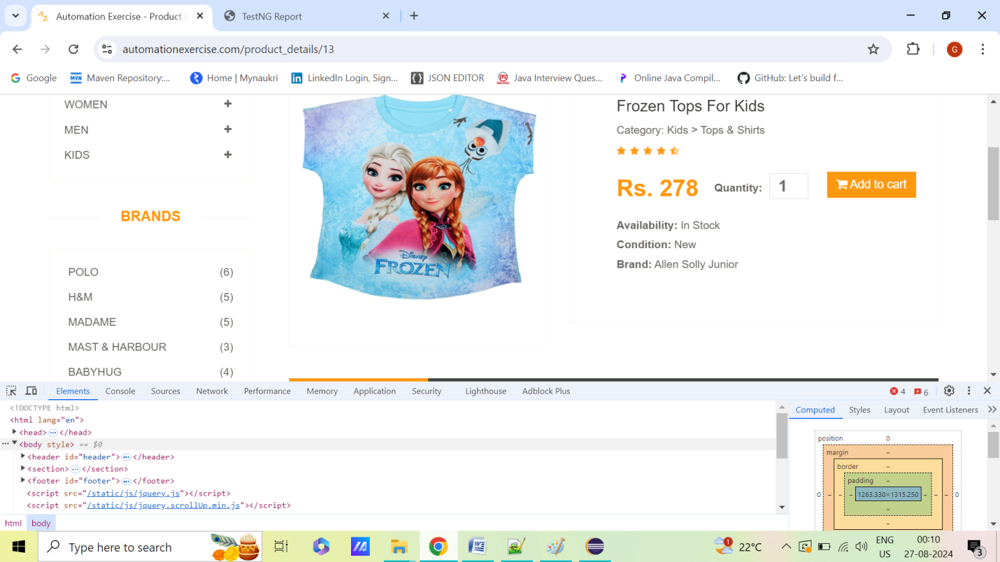 Automation Exercise - Product
TestNG Report
automationexercise.com/product_details/13
G
Google
Maven Repository:...
Home | Mynaukri
LinkedIn Login, Sign...
JSON EDITOR
Java Interview Ques...
Online Java Compil...
GitHub: Let's build f...
WOMEN
MEN
KIDS
BRANDS
POLO (6)
H&M (5)
MADAME (5)
MAST & HARBOUR (3)
BABYHUG (4)
Disney
FROZEN
Frozen Tops For Kids
Category: Kids > Tops & Shirts
Rs. 278 Quantity: 1 Add to cart
Availability: In Stock
Condition: New
Brand: Allen Solly Junior
Elements Console Sources Network Performance Memory Application Security Lighthouse Adblock Plus 4 6
<!DOCTYPE html>
<html lang="en">
<head> </head>
<body style> == $0
<header id="header"> </header>
<section> </section>
<footer id="footer"> </footer>
<script src="/static/js/jquery.js"></script>
<script src="/static/js/jquery.scrollUp.min.js"></script>
html body
Computed Styles Layout Event Listeners
position 0
margin -
border -
padding -
0 - - - 1263.330×1315.250 - - - 0
-
-
Type here to search
1 22°C
ENG
US
00:10
27-08-2024
3